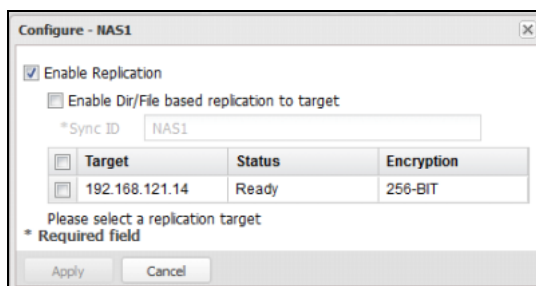 Configure - NAS1
Enable Replication
Enable Dir/File based replication to target
*Sync ID NAS1
Target Status Encryption
192.168.121.14 Ready 256-BIT
Please select a replication target
* Required field
Apply Cancel